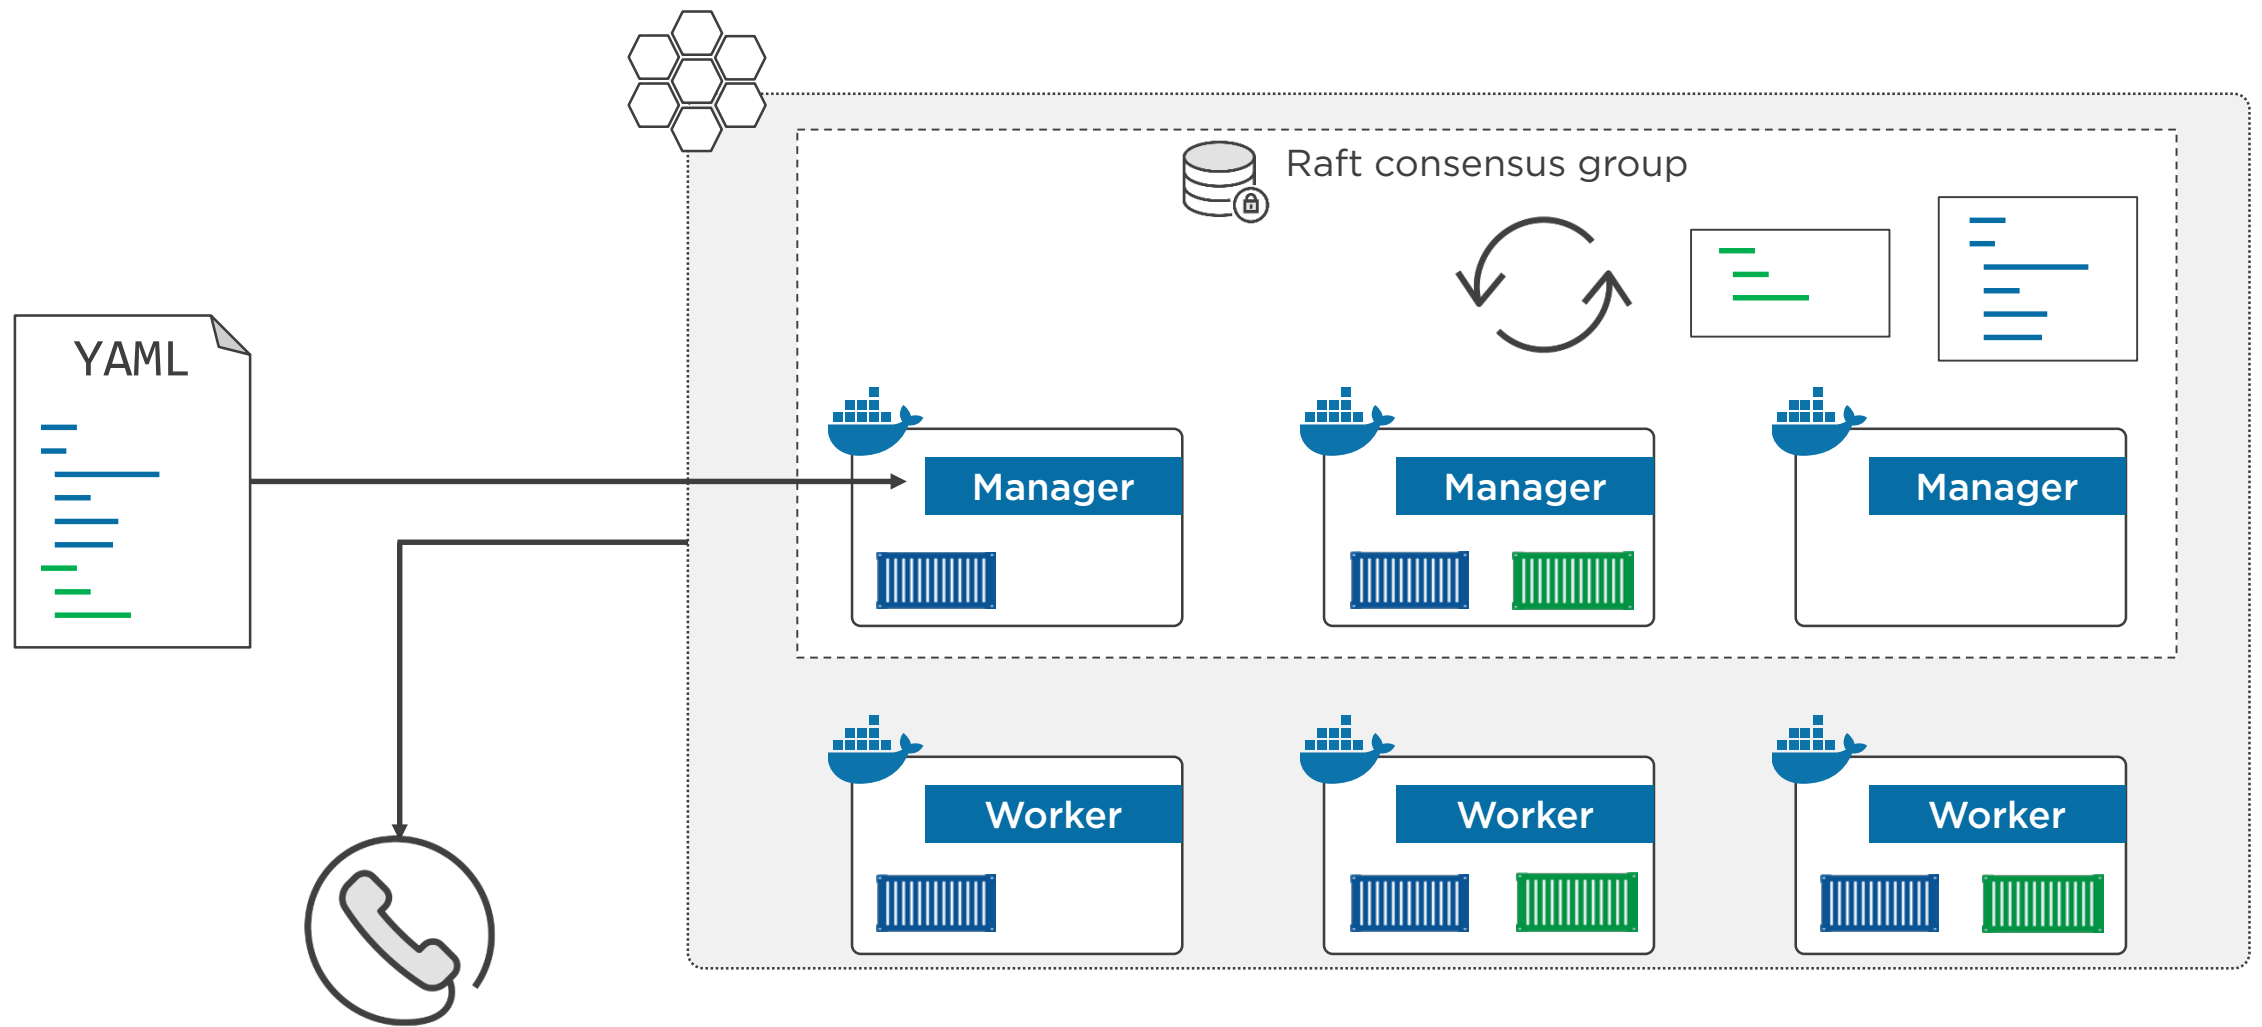 Raft consensus group
YAML
Manager
Manager
Manager
Worker
Worker
Worker